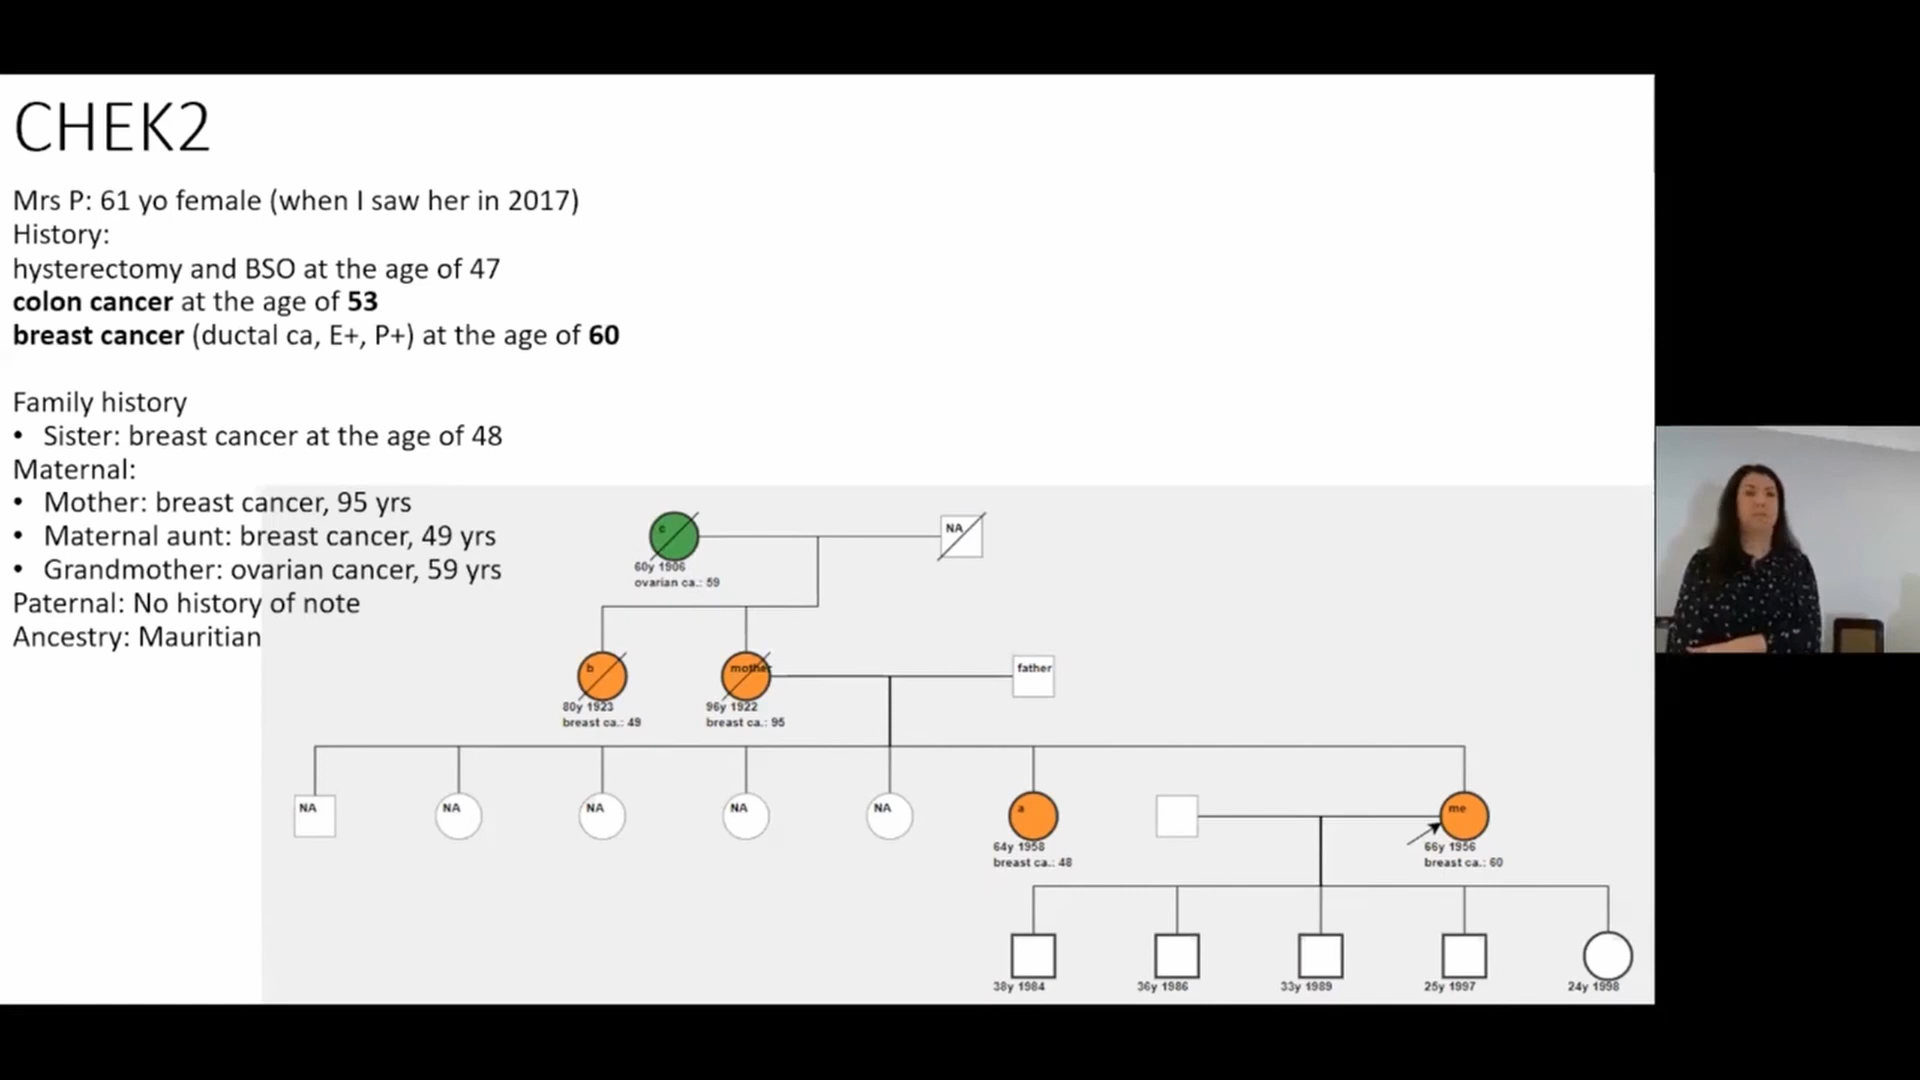 CHEK2
Mrs P: 61 yo female (when I saw her in 2017)
History:
hysterectomy and BSO at the age of 47
colon cancer at the age of 53
breast cancer (ductal ca, E+, P+) at the age of 60
Family history
• Sister: breast cancer at the age of 48
Maternal:
• Mother: breast cancer, 95 yrs
• Maternal aunt: breast cancer, 49 yrs
• Grandmother: ovarian cancer, 59 yrs
Paternal: No history of note
Ancestry: Mauritian
c
NA
60y 1906
ovarian ca.: 59
b
mother
father
80y 1923
breast ca.: 49
96y 1922
breast ca.: 95
NA
NA
NA
NA
NA
a
me
64y 1958
breast ca.: 48
66y 1956
breast ca.: 60
38y 1984
36y 1986
33y 1989
25y 1997
24y 1998